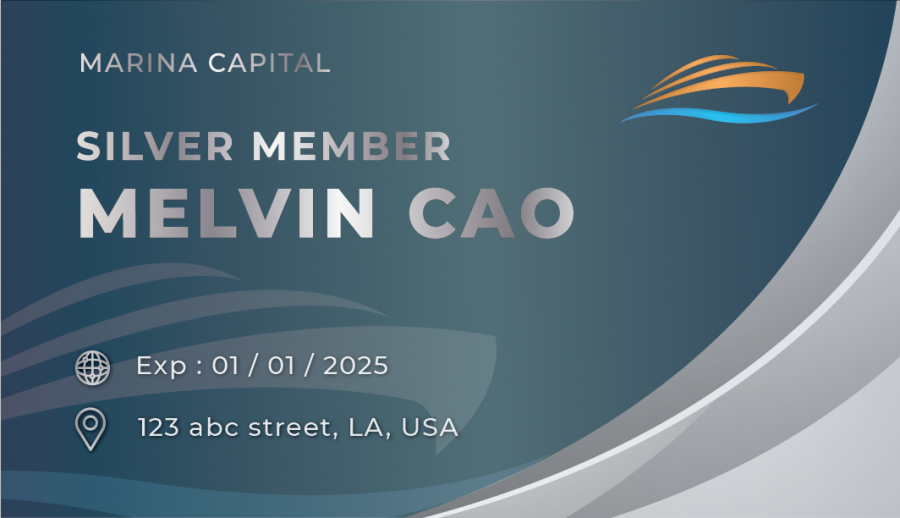 MARINA CAPITAL
SILVER MEMBER
MELVIN CAO
Exp : 01 / 01 / 2025
123 abc street, LA, USA